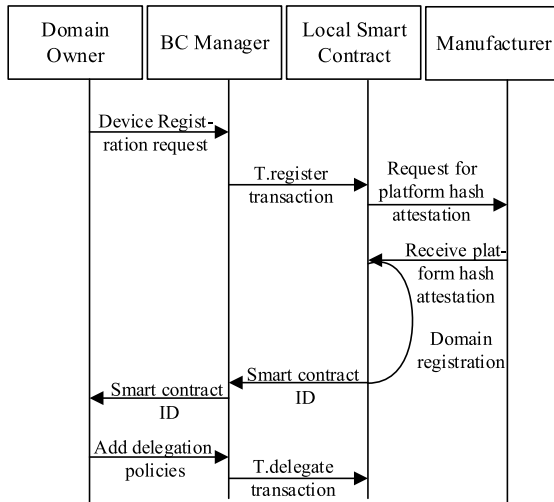 Domain
Owner
BC Manager
Local Smart
Contract
Manufacturer
Device Regist-
ration request
T.register
transaction
Request for
platform hash
attestation
Receive plat-
form hash
attestation
Domain
registration
Smart contract
ID
Smart contract
ID
Add delegation
policies
T.delegate
transaction